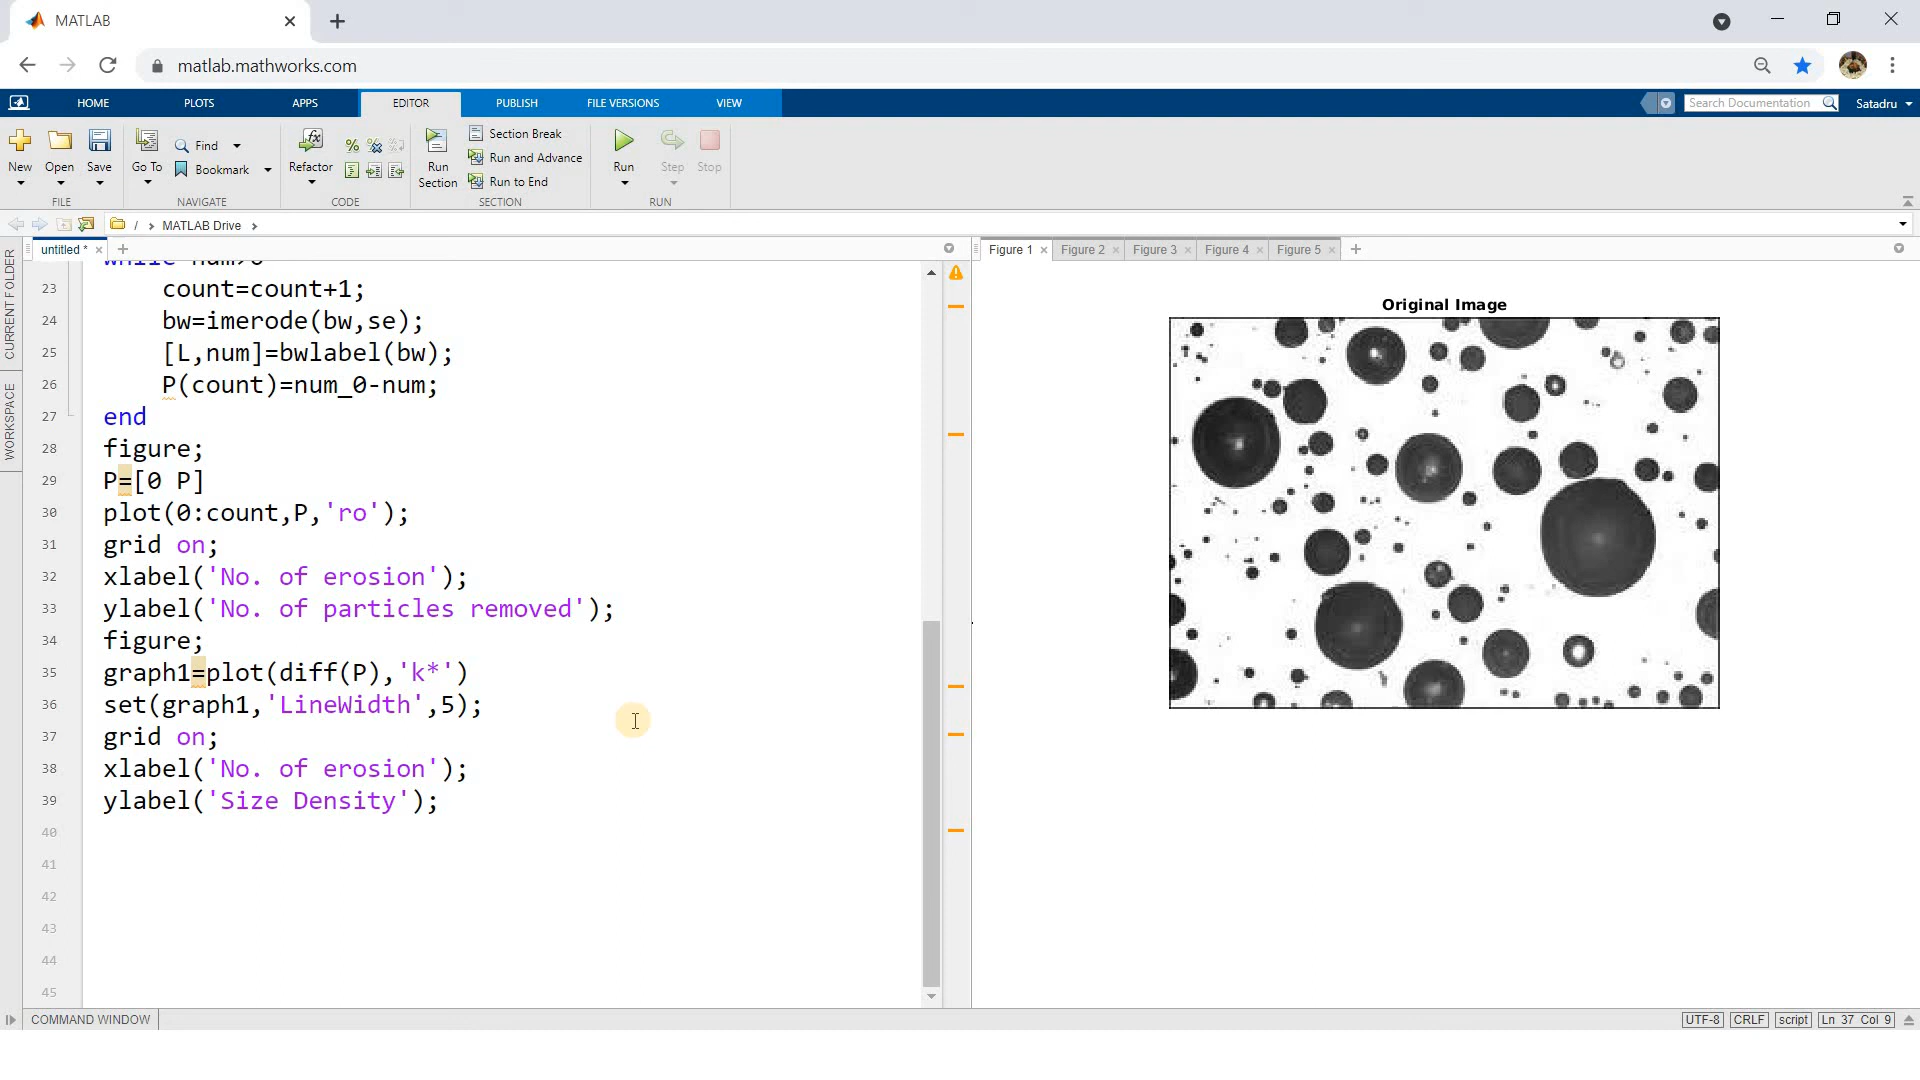 MATLAB
matlab.mathworks.com
HOME PLOTS APPS EDITOR PUBLISH FILE VERSIONS VIEW
Search Documentation
Satadru
New
Open
Save
Go To
Find
Bookmark
Refactor
Run
Section
Section Break
Run and Advance
Run to End
Run
Step
Stop
FILE NAVIGATE CODE SECTION RUN
/ MATLAB Drive
CURRENT FOLDER
WORKSPACE
untitled *
Figure 1 Figure 2 Figure 3 Figure 4 Figure 5
while num>0
23 count=count+1;
24 bw=imerode(bw,se);
25 [L,num]=bwlabel(bw);
26 P(count)=num_0-num;
27 end
28 figure;
29 P=[0 P]
30 plot(0:count,P,'ro');
31 grid on;
32 xlabel('No. of erosion');
33 ylabel('No. of particles removed');
34 figure;
35 graph1=plot(diff(P),'k*')
36 set(graph1,'LineWidth',5);
37 grid on;
38 xlabel('No. of erosion');
39 ylabel('Size Density');
40
41
42
43
44
45
Original Image
COMMAND WINDOW
UTF-8 CRLF script Ln 37 Col 9